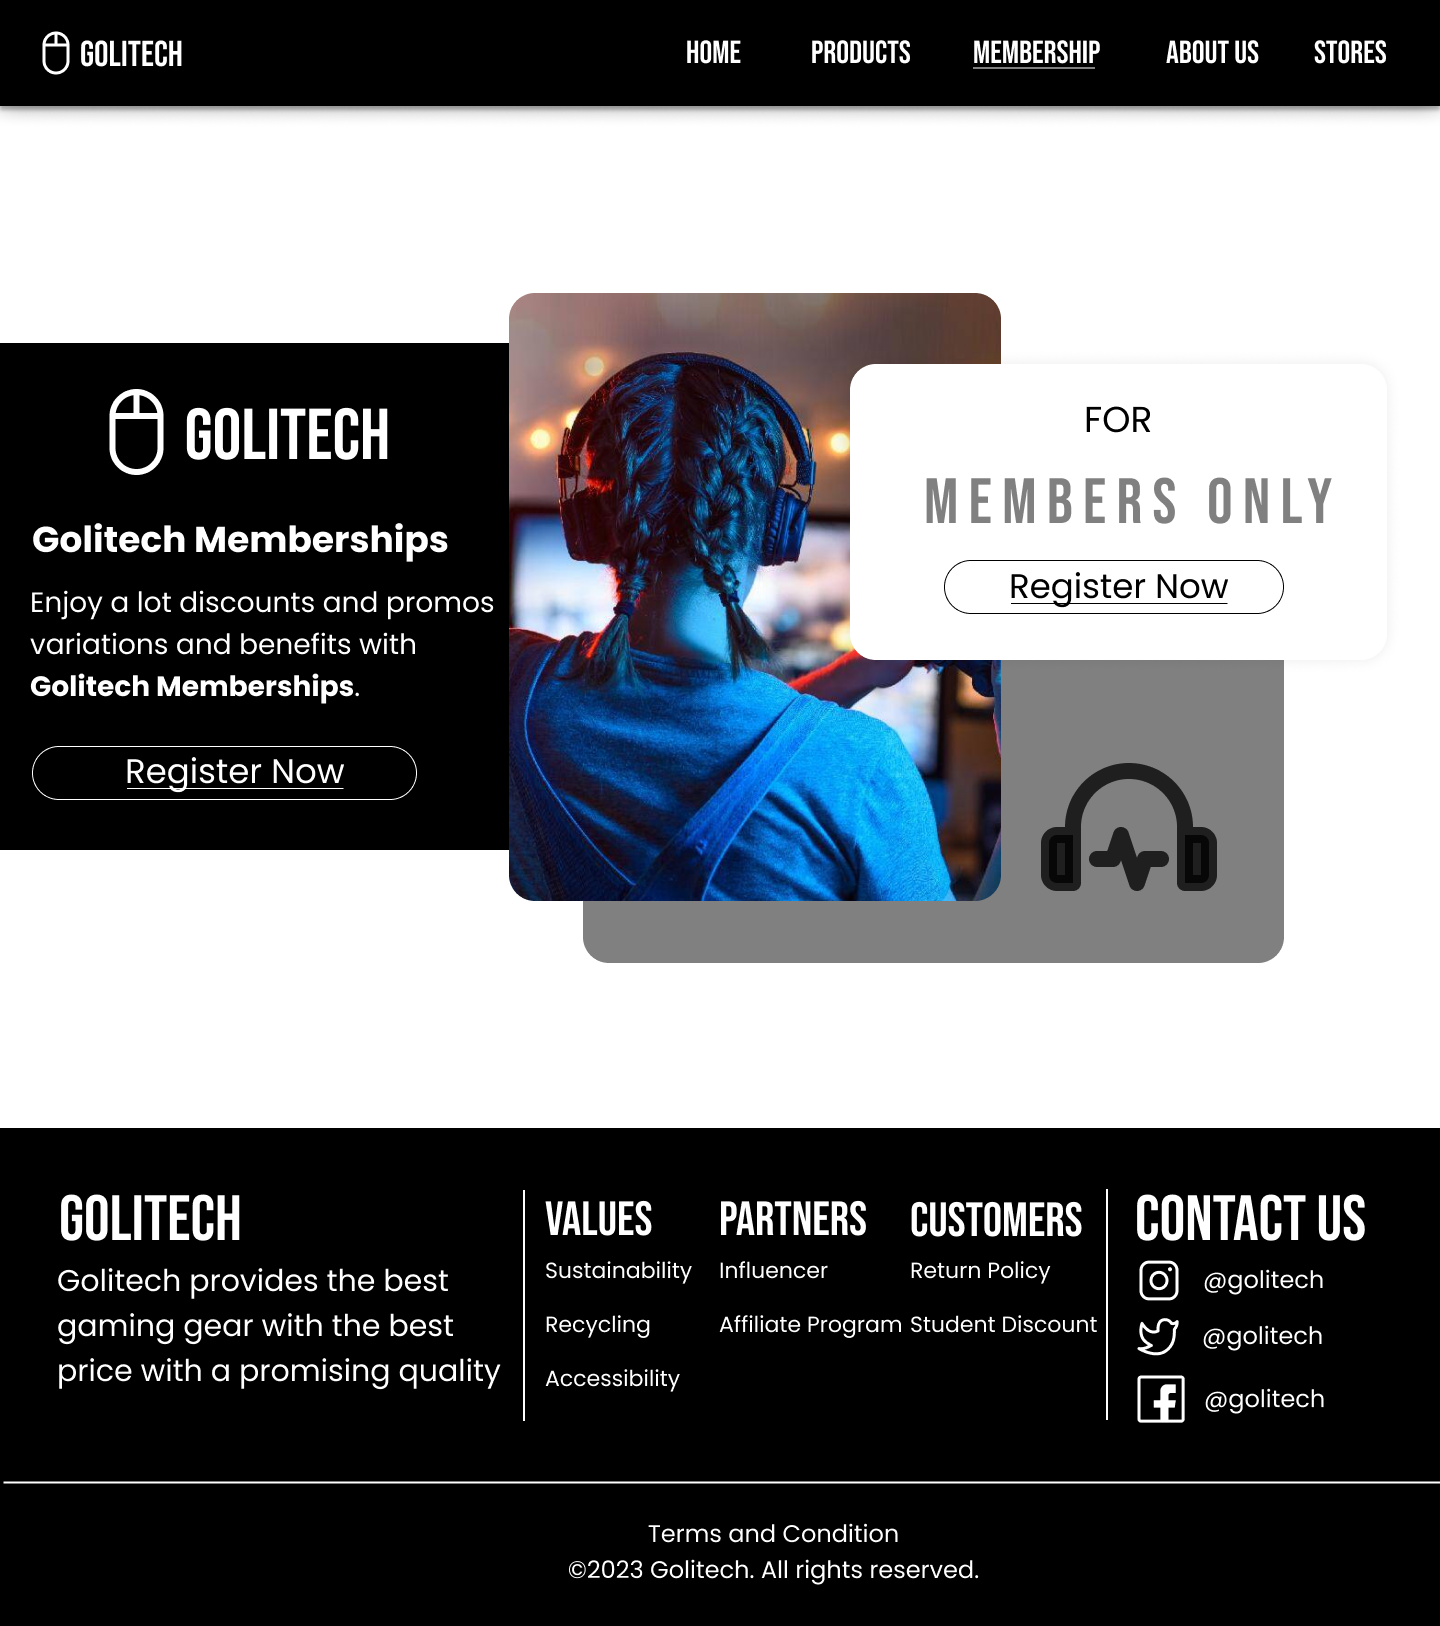 GOLITECH
HOME
PRODUCTS
MEMBERSHIP
ABOUT US
STORES
GOLITECH
Golitech Memberships
Enjoy a lot discounts and promos
variations and benefits with
Golitech Memberships.
Register Now
FOR
MEMBERS ONLY
Register Now
GOLITECH
Golitech provides the best
gaming gear with the best
price with a promising quality
VALUES
Sustainability
Recycling
Accessibility
PARTNERS
Influencer
Affiliate Program
CUSTOMERS
Return Policy
Student Discount
CONTACT US
@golitech
@golitech
@golitech
Terms and Condition
©2023 Golitech. All rights reserved.